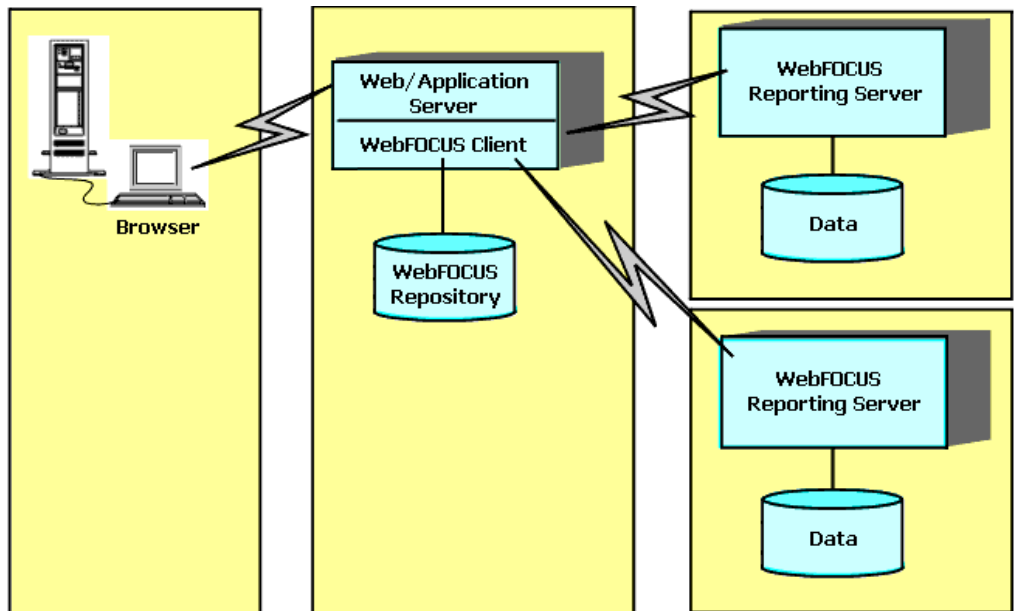 Browser
Web/Application
Server
WebFOCUS Client
WebFOCUS
Repository
WebFOCUS
Reporting Server
Data
WebFOCUS
Reporting Server
Data